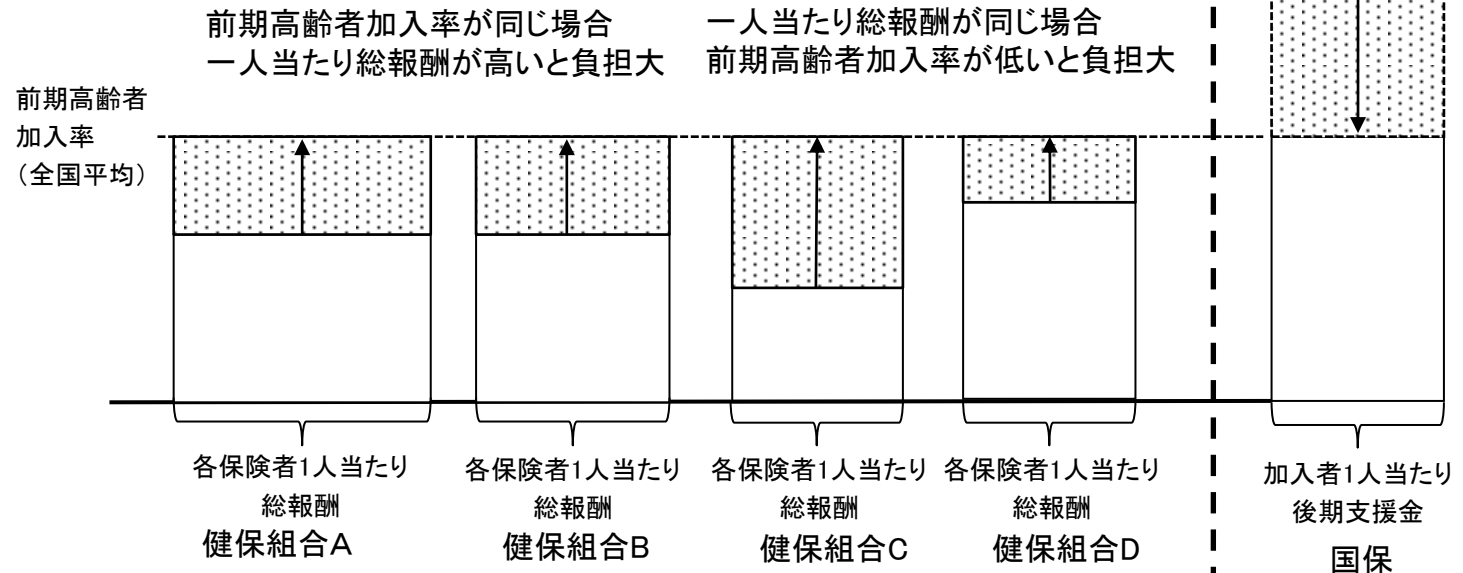 前期高齢者加入率が同じ場合
一人当たり総報酬が高いと負担大
一人当たり総報酬が同じ場合
前期高齢者加入率が低いと負担大
前期高齢者
加入率
（全国平均）
各保険者1人当たり
総報酬
健保組合A
各保険者1人当たり
総報酬
健保組合B
各保険者1人当たり
総報酬
健保組合C
各保険者1人当たり
総報酬
健保組合D
加入者1人当たり
後期支援金
国保